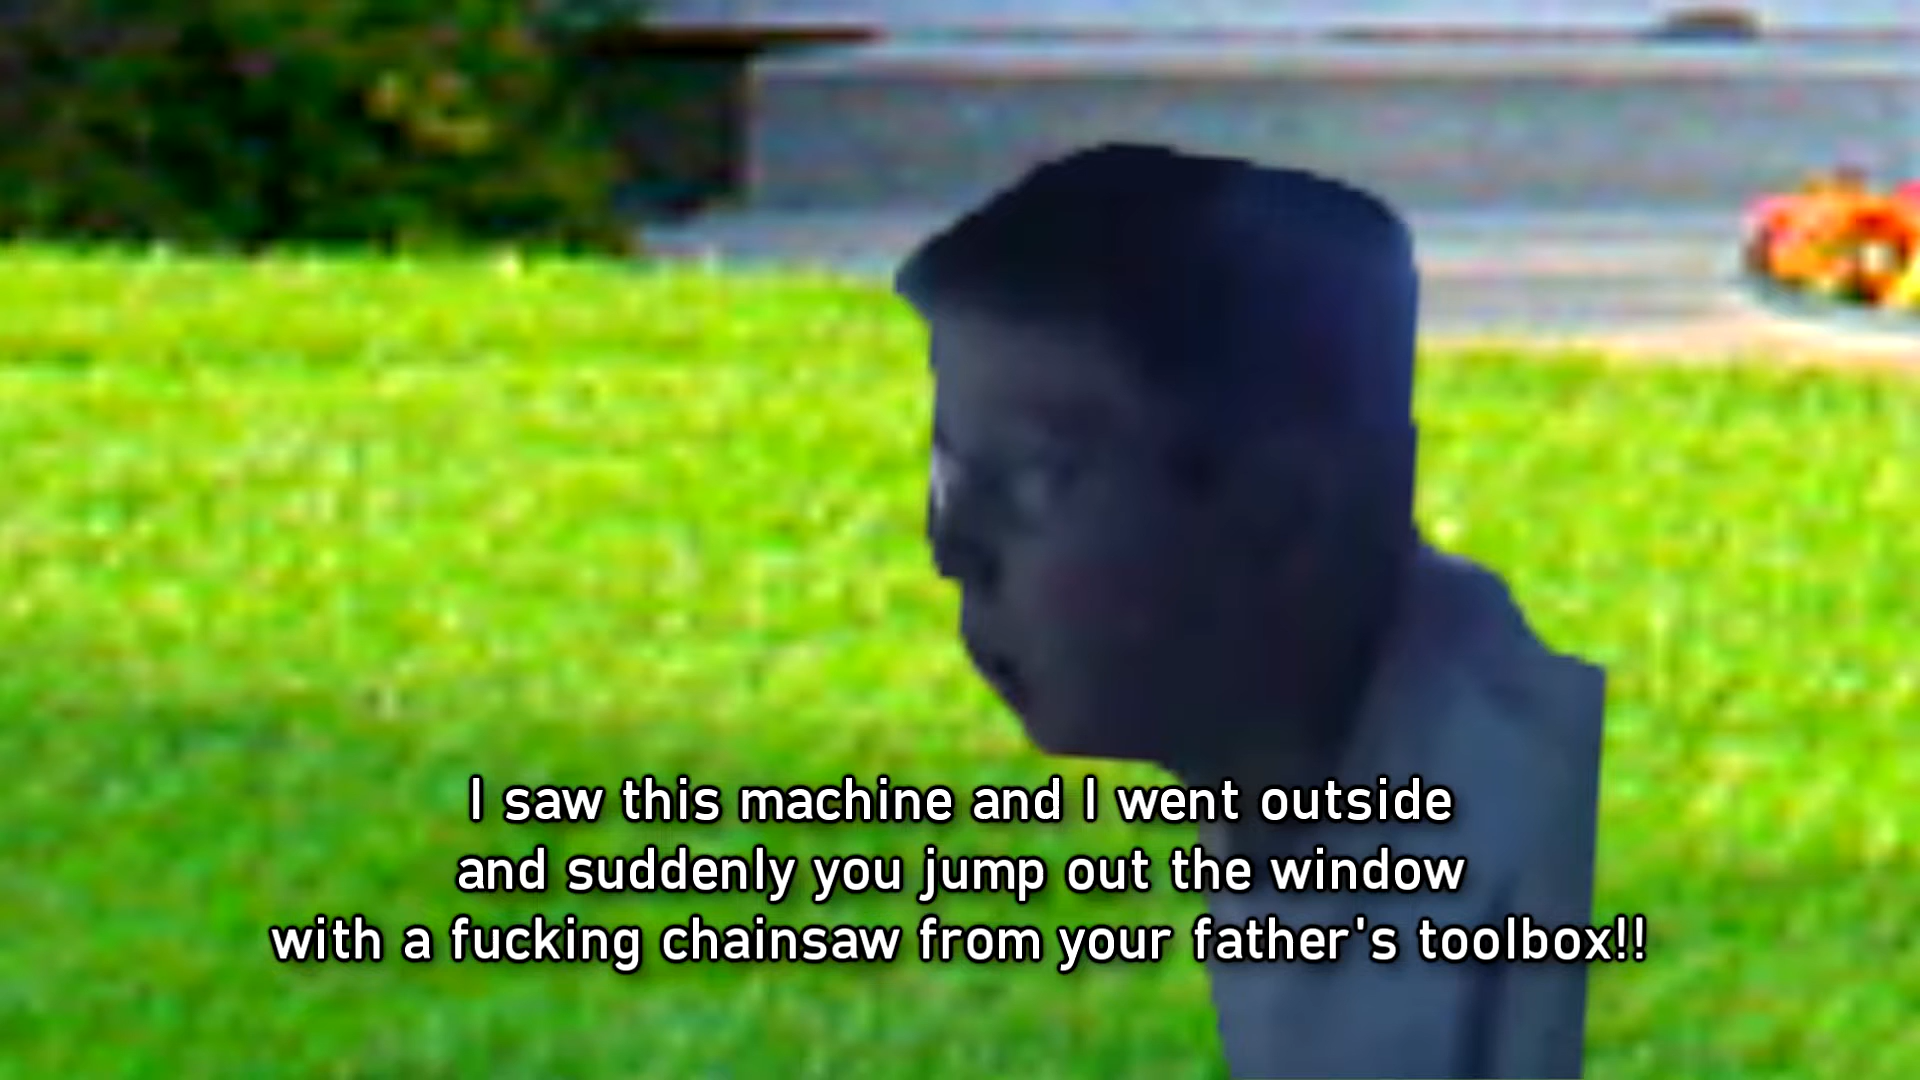 I saw this machine and I went outside
and suddenly you jump out the window
with a fucking chainsaw from your father's toolbox!!